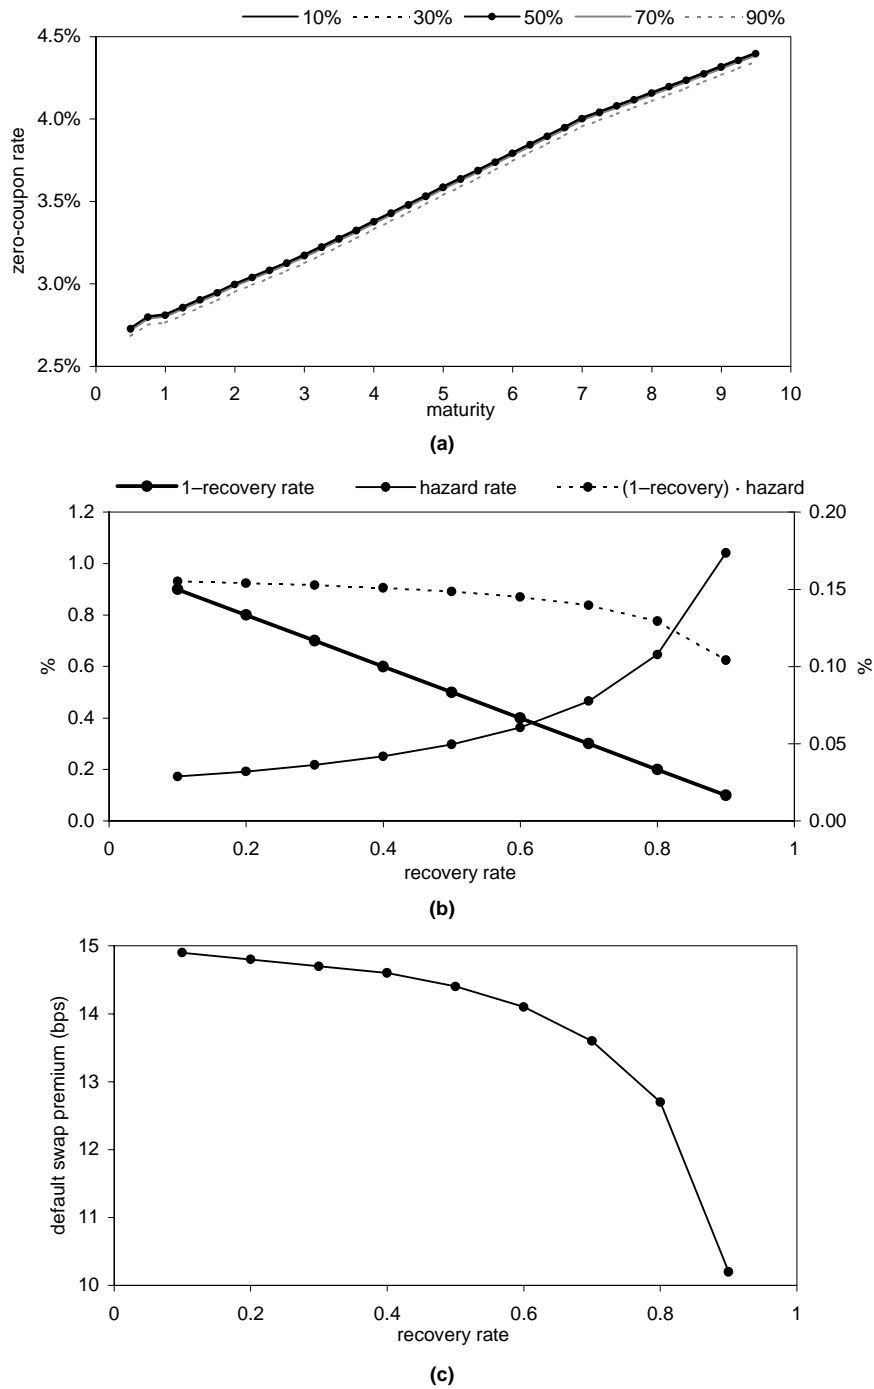 10% 30% 50% 70% 90%
4.5%
4.0%
3.5%
3.0%
2.5%
zero-coupon rate
0 1 2 3 4 5 6 7 8 9 10
maturity
(a)
1–recovery rate hazard rate (1–recovery) · hazard
1.2
1.0
0.8
0.6
0.4
0.2
0.0
%
0.20
0.15
0.10
0.05
0.00
%
0 0.2 0.4 0.6 0.8 1
recovery rate
(b)
15
14
13
12
11
10
default swap premium (bps)
0 0.2 0.4 0.6 0.8 1
recovery rate
(c)